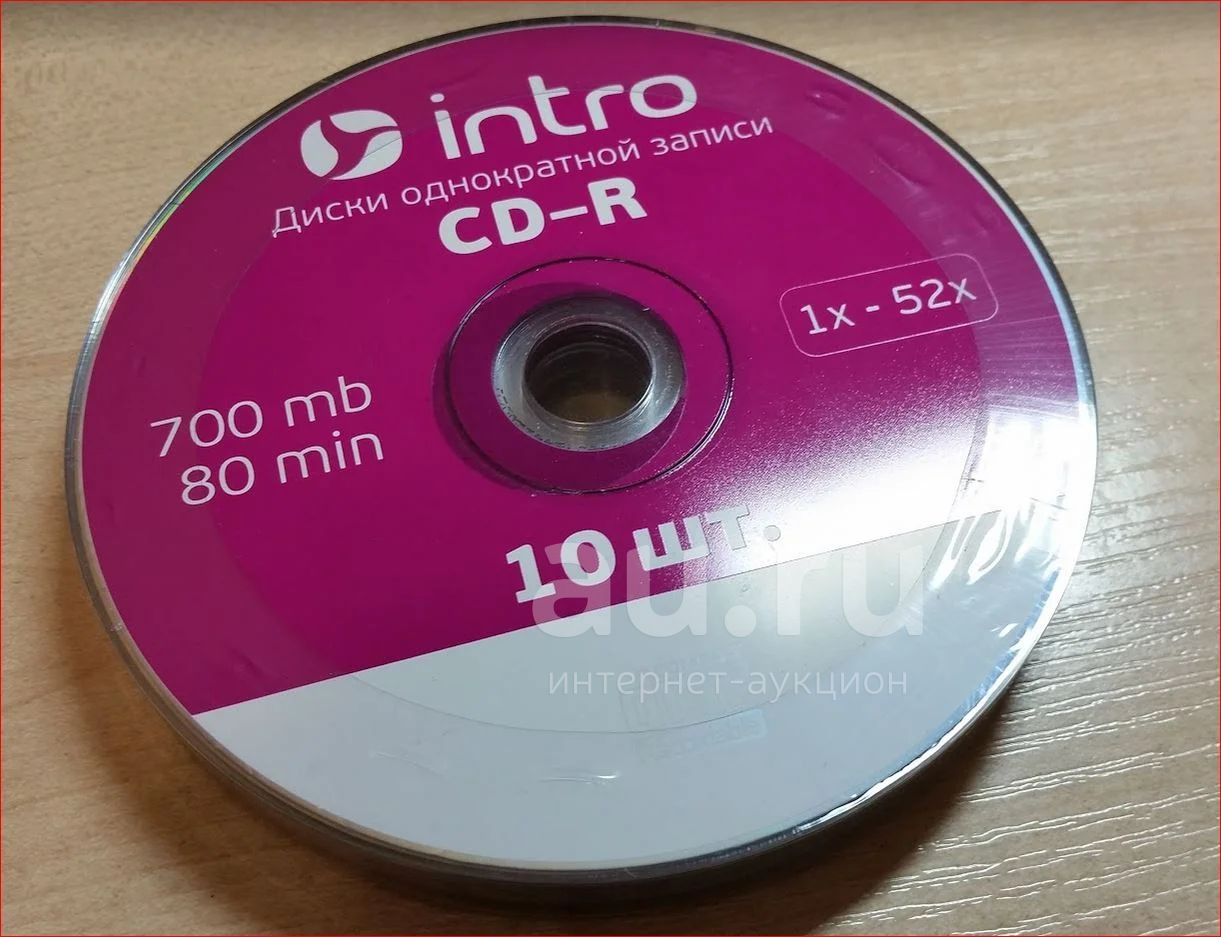 intro
Диски однократной записи
CD-R
1x - 52x
700 mb
80 min
10 шт.
au.ru
интернет-аукцион